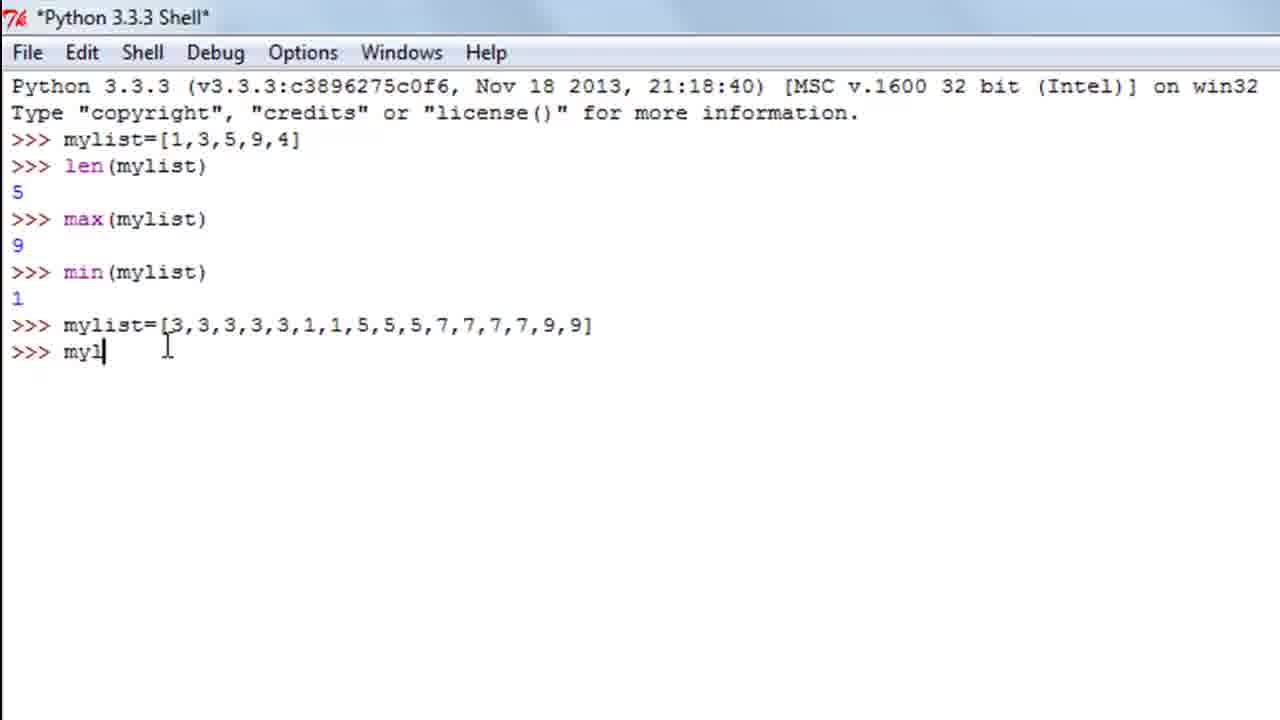 *Python 3.3.3 Shell*
File Edit Shell Debug Options Windows Help
Python 3.3.3 (v3.3.3:c3896275c0f6, Nov 18 2013, 21:18:40) [MSC v.1600 32 bit (Intel)] on win32
Type "copyright", "credits" or "license()" for more information.
>>> mylist=[1,3,5,9,4]
>>> len(mylist)
5
>>> max(mylist)
9
>>> min(mylist)
1
>>> mylist=[3,3,3,3,3,1,1,5,5,5,7,7,7,7,9,9]
>>> myl